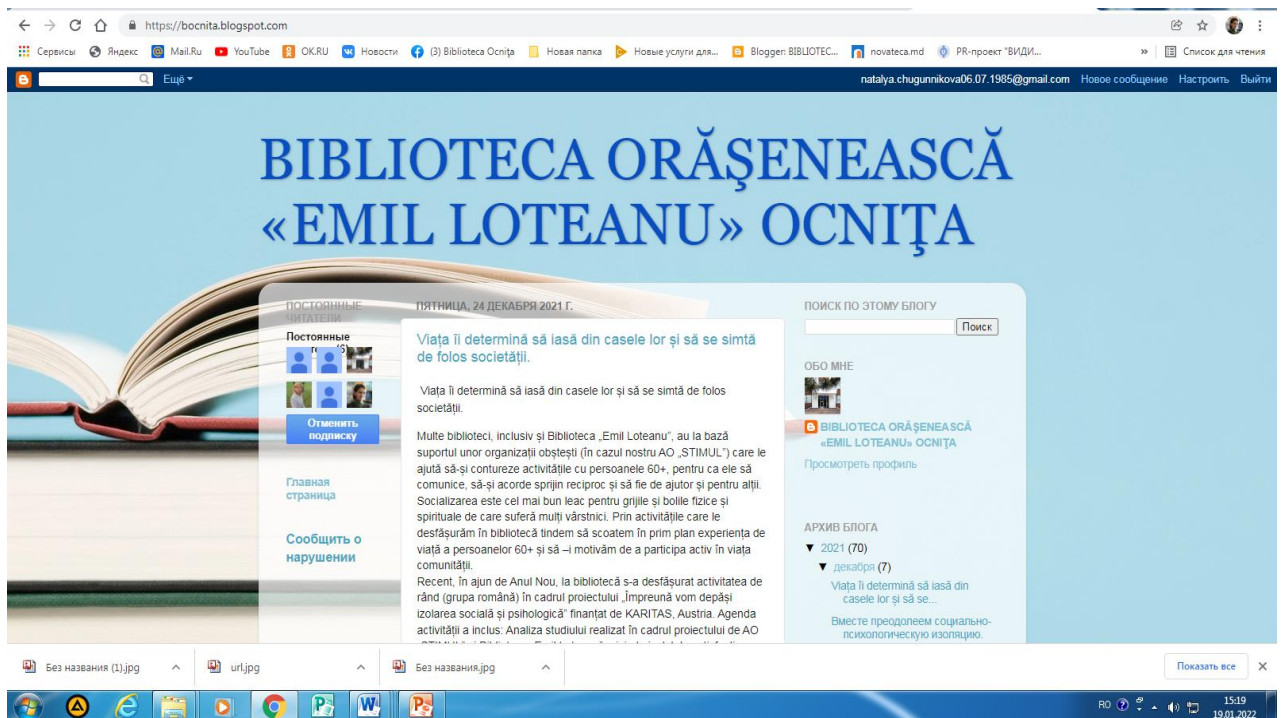 https://bocnita.blogspot.com
Сервисы Яндекс Mail.Ru YouTube OK.RU Новости (3) Biblioteca Ocniţa Новая папка Новые услуги для... Blogger: BIBLIOTEC... novateca.md PR-проект "ВИДИ... » Список для чтения
Ещё natalya.chugunnikova06.07.1985@gmail.com Новое сообщение Настроить Выйти
BIBLIOTECA ORĂŞENEASCĂ
«EMIL LOTEANU» OCNIŢA
ПОСТОЯННЫЕ
ЧИТАТЕЛИ
Постоянные
(6)
Отменить
подписку
Главная
страница
Сообщить о
нарушении
ПЯТНИЦА, 24 ДЕКАБРЯ 2021 Г.
Viața îi determină să iasă din casele lor și să se simtă
de folos societății.
Viața îi determină să iasă din casele lor și să se simtă de folos
societății.
Multe biblioteci, inclusiv și Biblioteca „Emil Loteanu”, au la bază
suportul unor organizații obștești (în cazul nostru AO „STIMUL”) care le
ajută să-și contureze activitățile cu persoanele 60+, pentru ca ele să
comunice, să-și acorde sprijin reciproc și să fie de ajutor și pentru alții.
Socializarea este cel mai bun leac pentru grijile și bolile fizice și
spirituale de care suferă mulți vârstnici. Prin activitățile care le
desfășurăm în bibliotecă tindem să scoatem în prim plan experiența de
viață a persoanelor 60+ și să –i motivăm de a participa activ în viața
comunității.
Recent, în ajun de Anul Nou, la bibliotecă s-a desfășurat activitatea de
rând (grupa română) în cadrul proiectului „Împreună vom depăși
izolarea socială și psihologică” finanțat de KARITAS, Austria. Agenda
activității a inclus: Analiza studiului realizat în cadrul proiectului de AO
ПОИСК ПО ЭТОМУ БЛОГУ
Поиск
ОБО МНЕ
BIBLIOTECA ORĂŞENEASCĂ
«EMIL LOTEANU» OCNIŢA
Просмотреть профиль
АРХИВ БЛОГА
▼ 2021 (70)
▼ декабря (7)
Viața îi determină să iasă din
casele lor și să se...
Вместе преодолеем социально-
психологическую изоляцию.
Без названия (1).jpg url.jpg Без названия.jpg Показать все
RO 15:19
19.01.2022